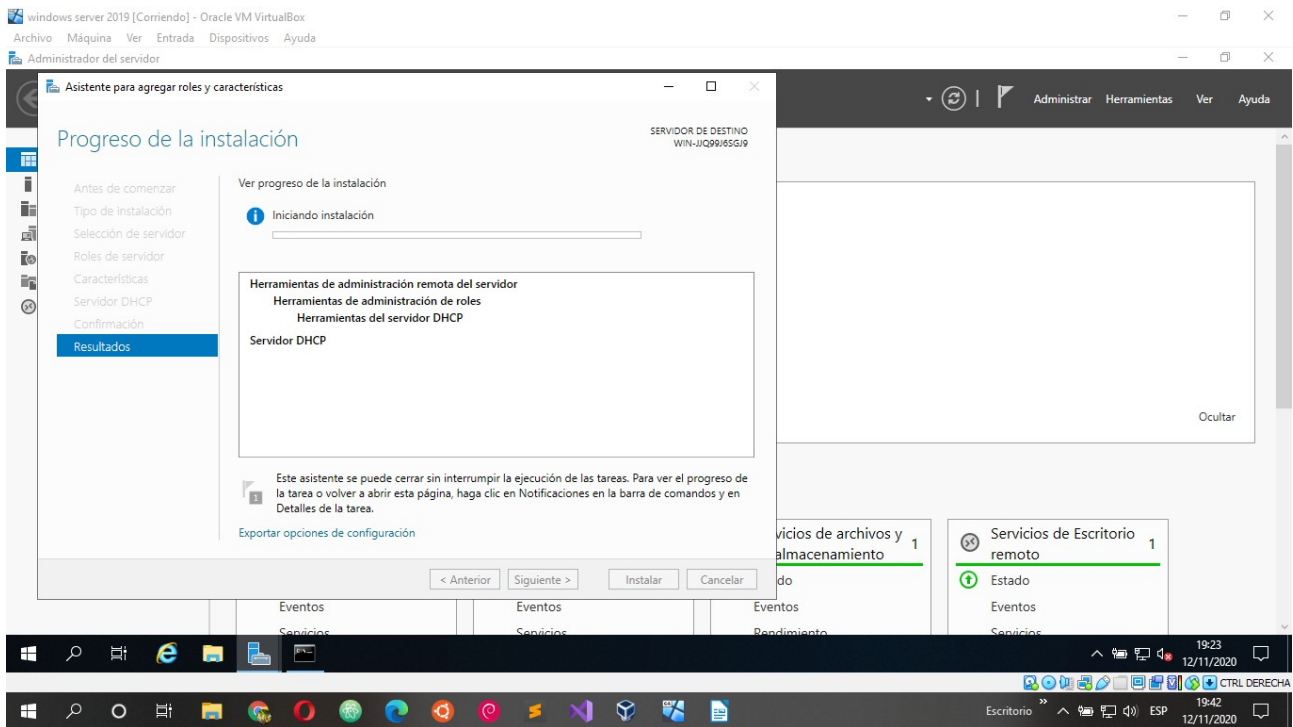 windows server 2019 [Corriendo] - Oracle VM VirtualBox
Archivo Máquina Ver Entrada Dispositivos Ayuda
Administrador del servidor
Asistente para agregar roles y características
Administrar Herramientas Ver Ayuda
Progreso de la instalación
SERVIDOR DE DESTINO
WIN-JJQ99J6SGJ9
Antes de comenzar
Tipo de instalación
Selección de servidor
Roles de servidor
Características
Servidor DHCP
Confirmación
Resultados
Ver progreso de la instalación
Iniciando instalación
Herramientas de administración remota del servidor
Herramientas de administración de roles
Herramientas del servidor DHCP
Servidor DHCP
Este asistente se puede cerrar sin interrumpir la ejecución de las tareas. Para ver el progreso de
la tarea o volver a abrir esta página, haga clic en Notificaciones en la barra de comandos y en
Detalles de la tarea.
1
Exportar opciones de configuración
< Anterior Siguiente > Instalar Cancelar
Ocultar
vicios de archivos y
almacenamiento
1
do
Eventos
Rendimiento
Servicios de Escritorio
remoto
1
Estado
Eventos
Servicios
Eventos
Servicios
Eventos
Servicios
19:23
12/11/2020
CTRL DERECHA
Escritorio
ESP
19:42
12/11/2020